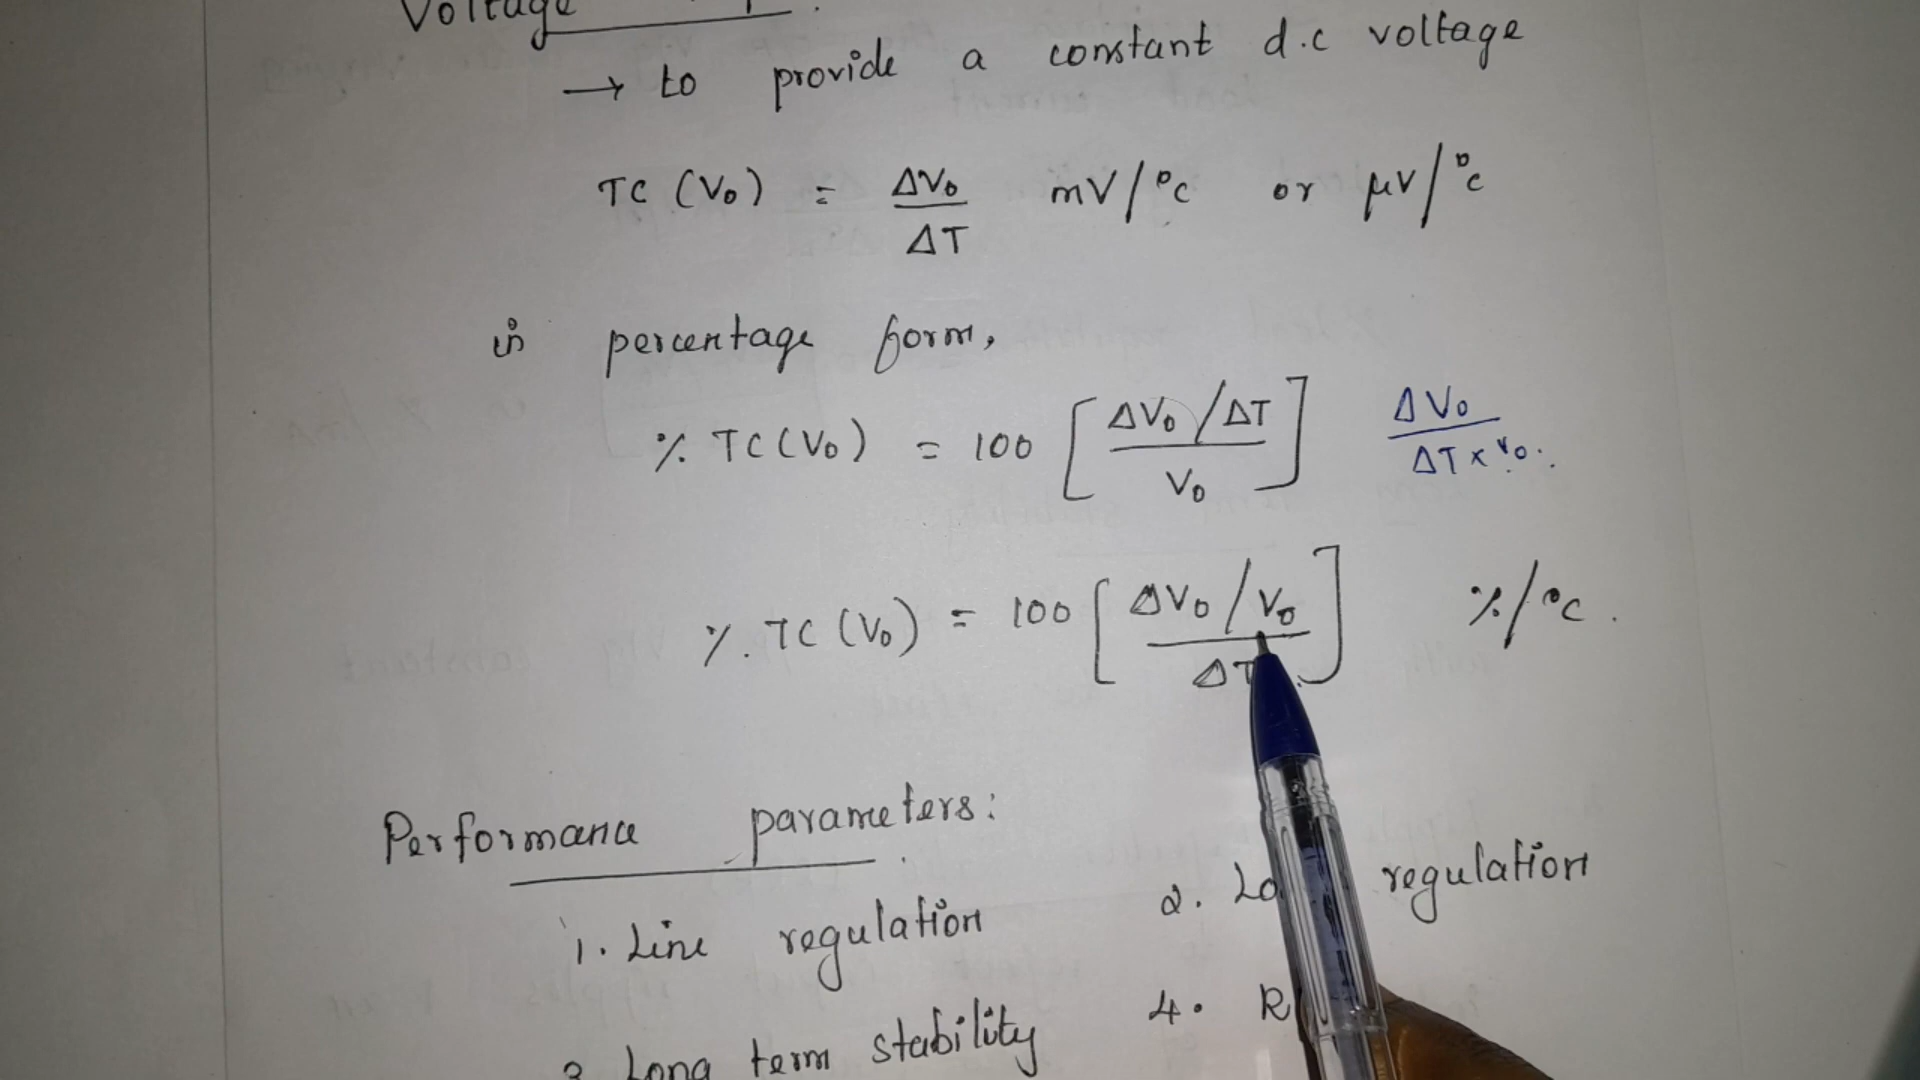 Voltage
→ to provide a constant d.c voltage
TC (V₀) = ΔV₀ / ΔT mV/°C or μV/°C
in percentage form,
% TC (V₀) = 100 [ (ΔV₀/ΔT) / V₀ ] ΔV₀ / (ΔT × V₀)
% TC (V₀) = 100 [ (ΔV₀/V₀) / ΔT ] %/°C.
Performance parameters:
1. Line regulation 2. regulation
3. Long term stability 4.